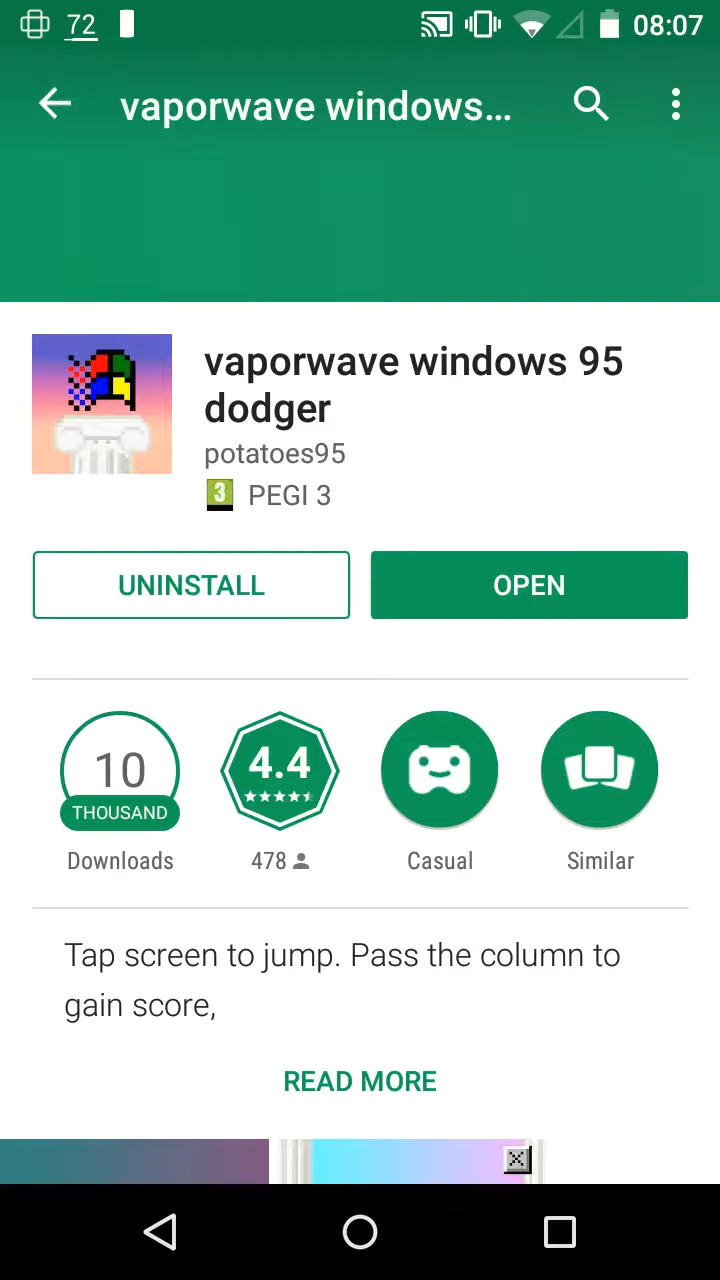 72
08:07
vaporwave windows...
vaporwave windows 95
dodger
potatoes95
3 PEGI 3
UNINSTALL
OPEN
10
THOUSAND
Downloads
4.4
478
Casual
Similar
Tap screen to jump. Pass the column to
gain score,
READ MORE